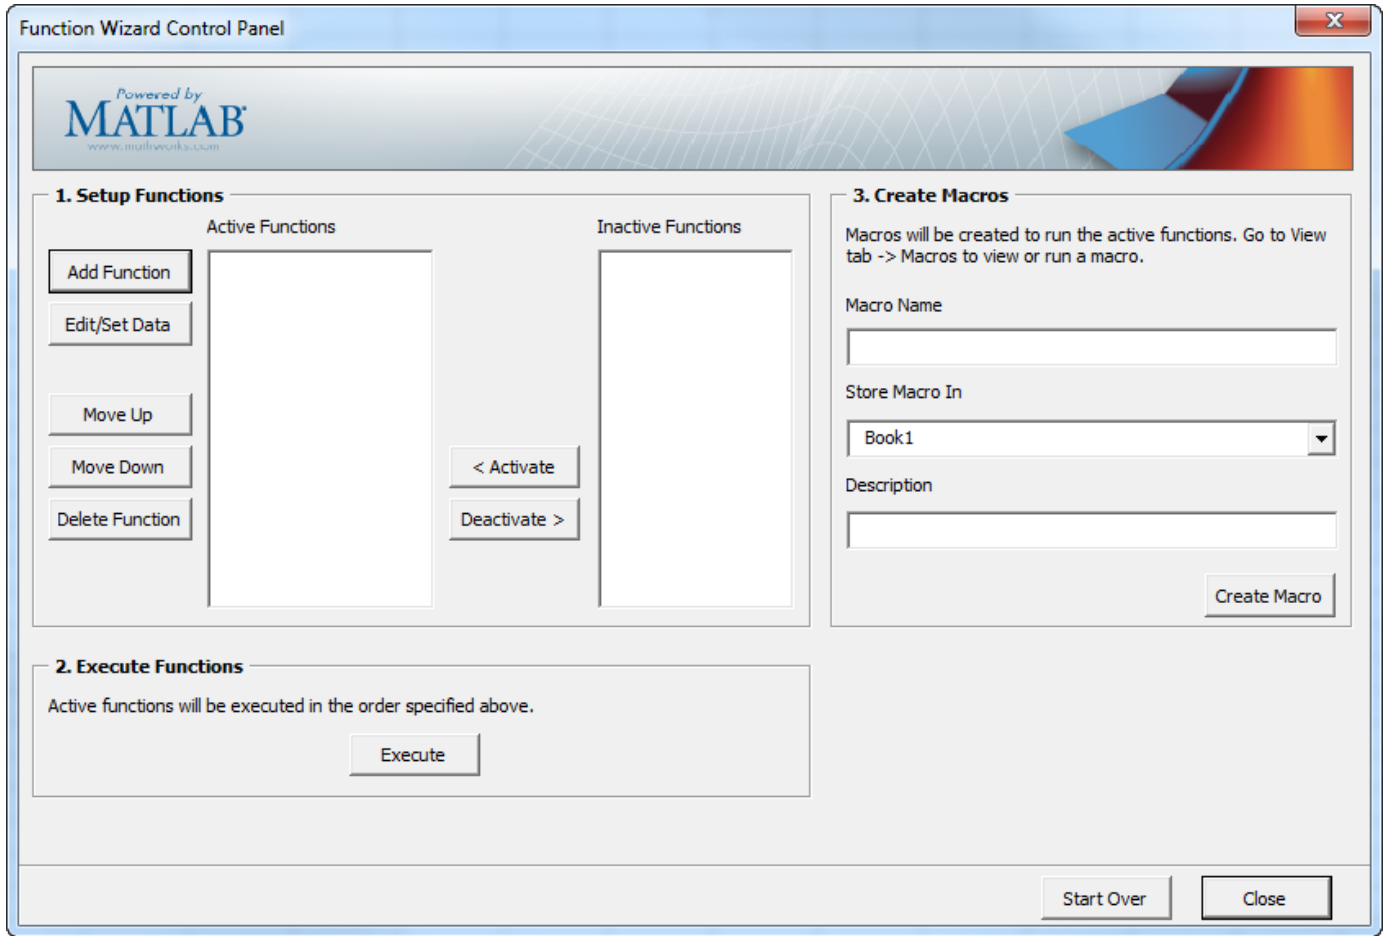 Function Wizard Control Panel
Powered by
MATLAB
www.mathworks.com
1. Setup Functions
Active Functions
Inactive Functions
Add Function
Edit/Set Data
Move Up
Move Down
Delete Function
< Activate
Deactivate >
2. Execute Functions
Active functions will be executed in the order specified above.
Execute
3. Create Macros
Macros will be created to run the active functions. Go to View
tab -> Macros to view or run a macro.
Macro Name
Store Macro In
Book1
Description
Create Macro
Start Over
Close